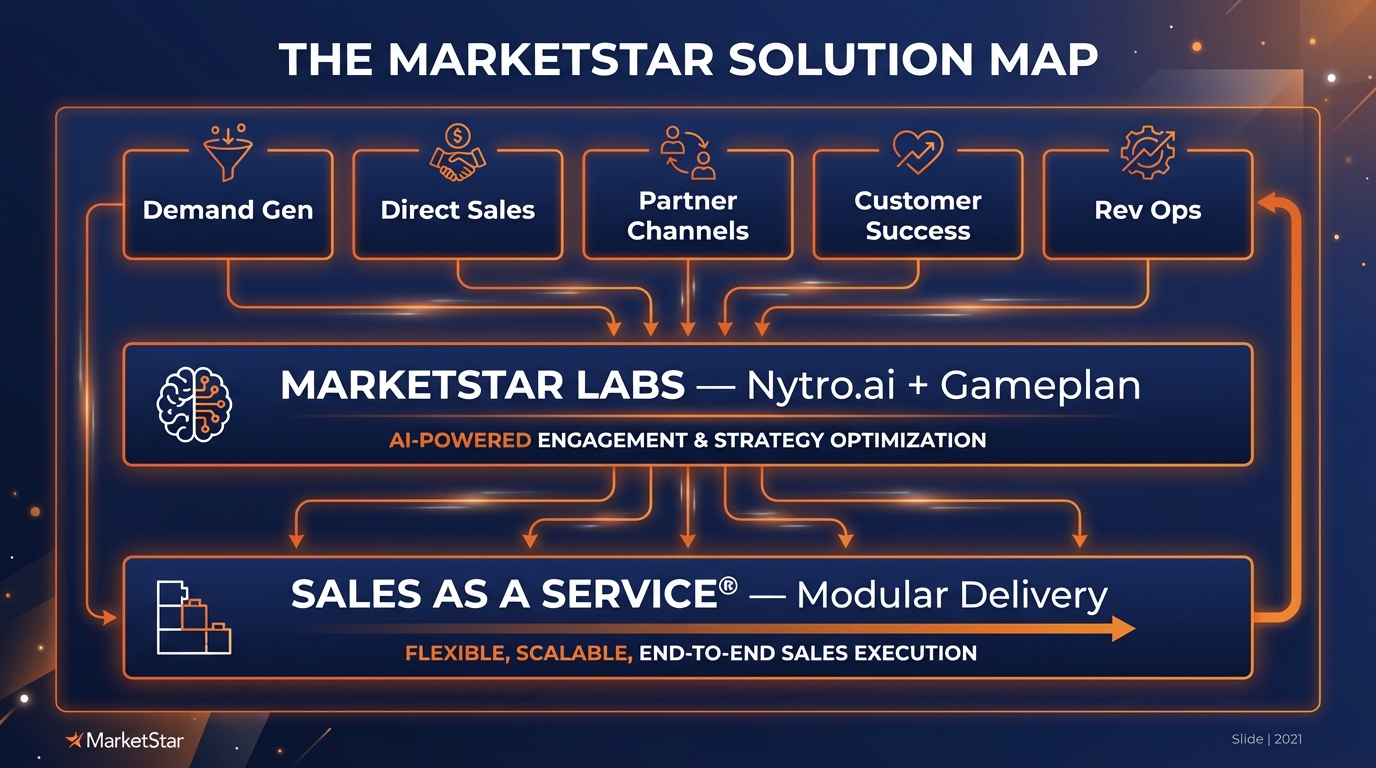 THE MARKETSTAR SOLUTION MAP
$
Demand Gen
Direct Sales
Partner
Channels
Customer
Success
Rev Ops
MARKETSTAR LABS — Nytro.ai + Gameplan
AI-POWERED ENGAGEMENT & STRATEGY OPTIMIZATION
SALES AS A SERVICE® — Modular Delivery
FLEXIBLE, SCALABLE, END-TO-END SALES EXECUTION
MarketStar
Slide | 2021